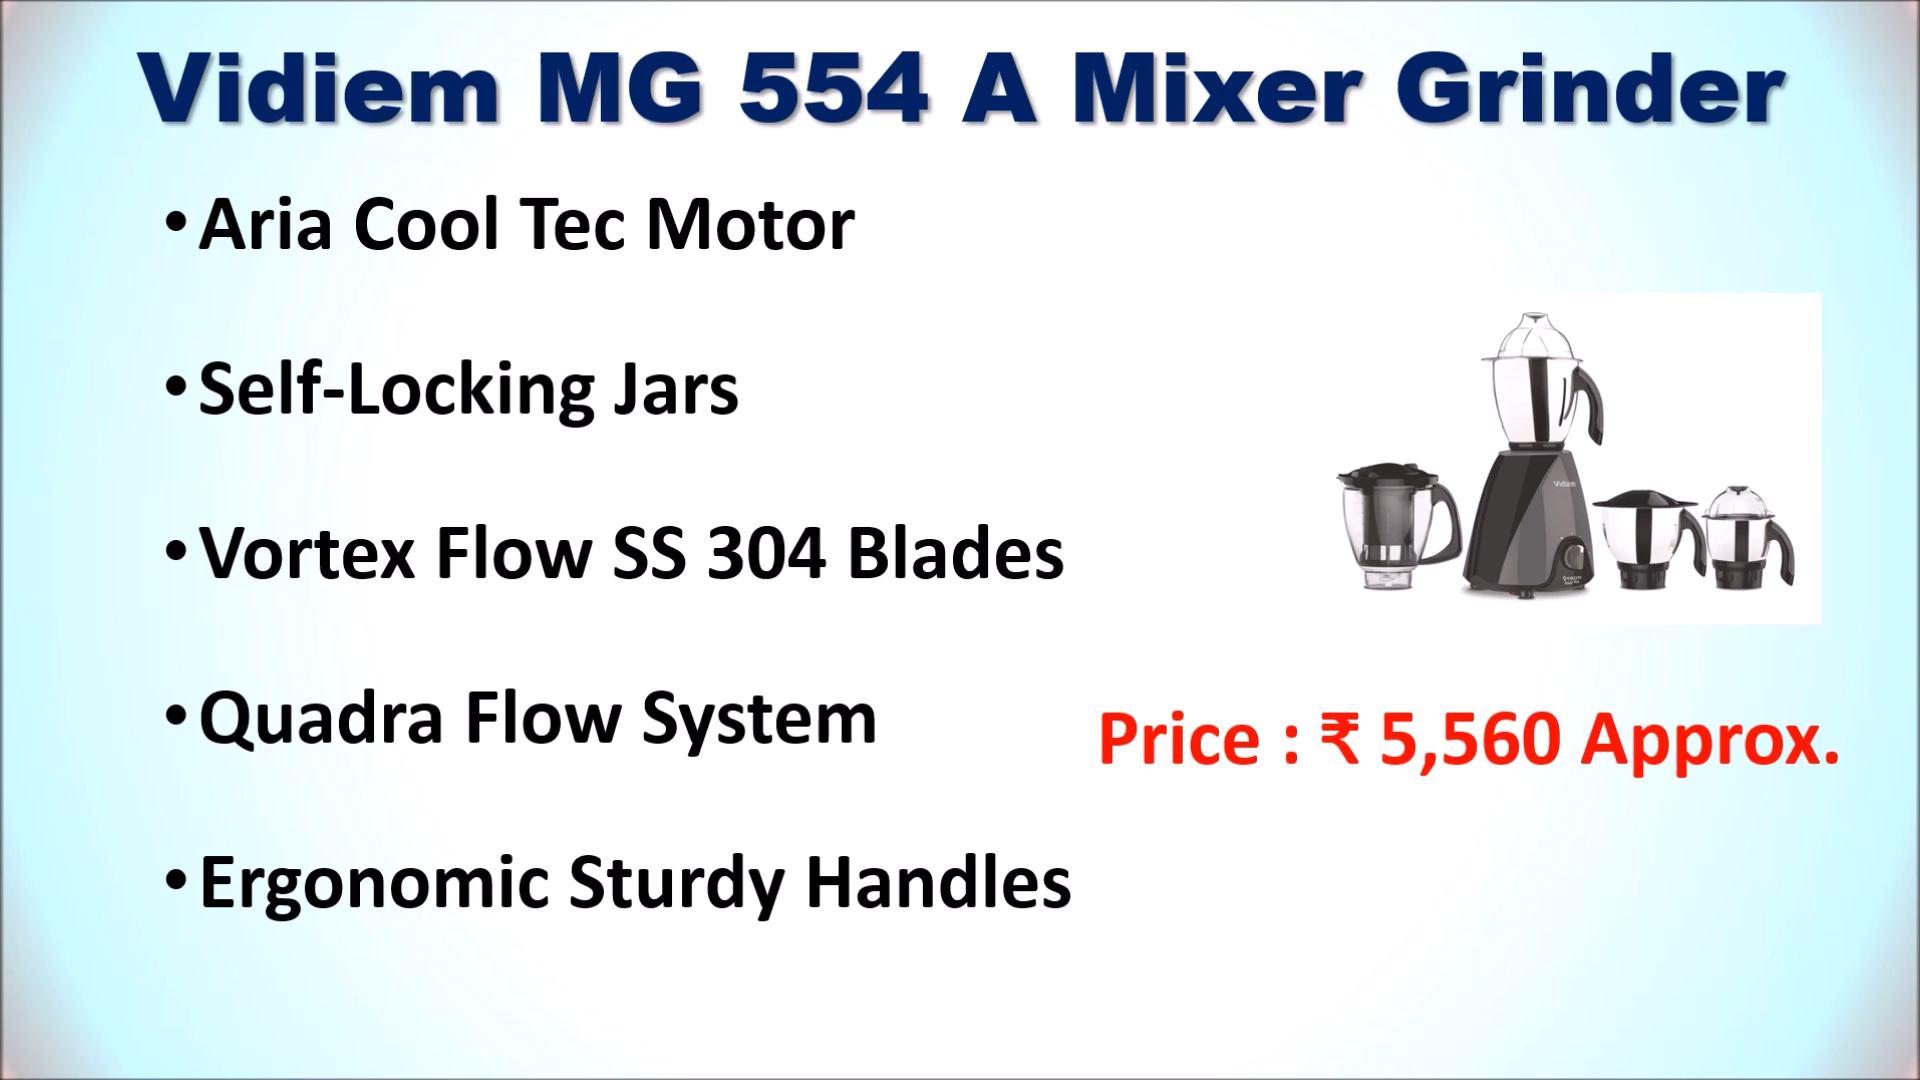 Vidiem MG 554 A Mixer Grinder
•Aria Cool Tec Motor
•Self-Locking Jars
•Vortex Flow SS 304 Blades
•Quadra Flow System
•Ergonomic Sturdy Handles
Vidiem
Price : ₹ 5,560 Approx.